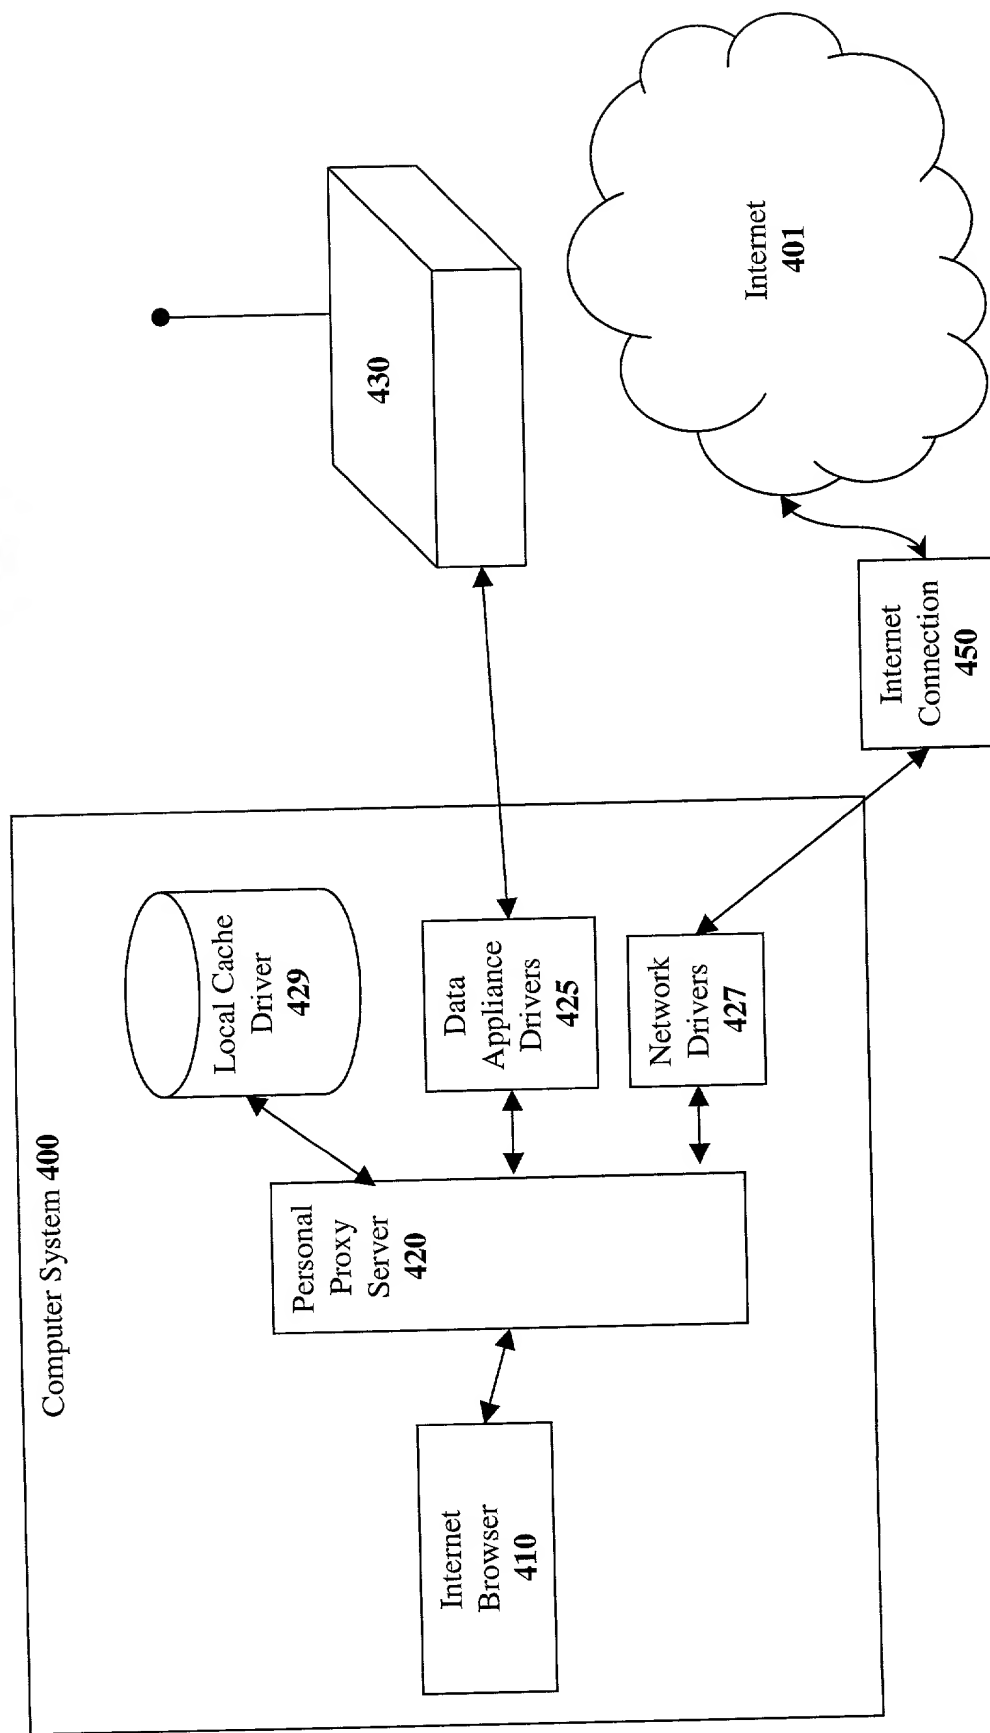 Computer System 400
Internet
Browser
410
Personal
Proxy
Server
420
Local Cache
Driver
429
Data
Appliance
Drivers
425
Network
Drivers
427
430
Internet
Connection
450
Internet
401